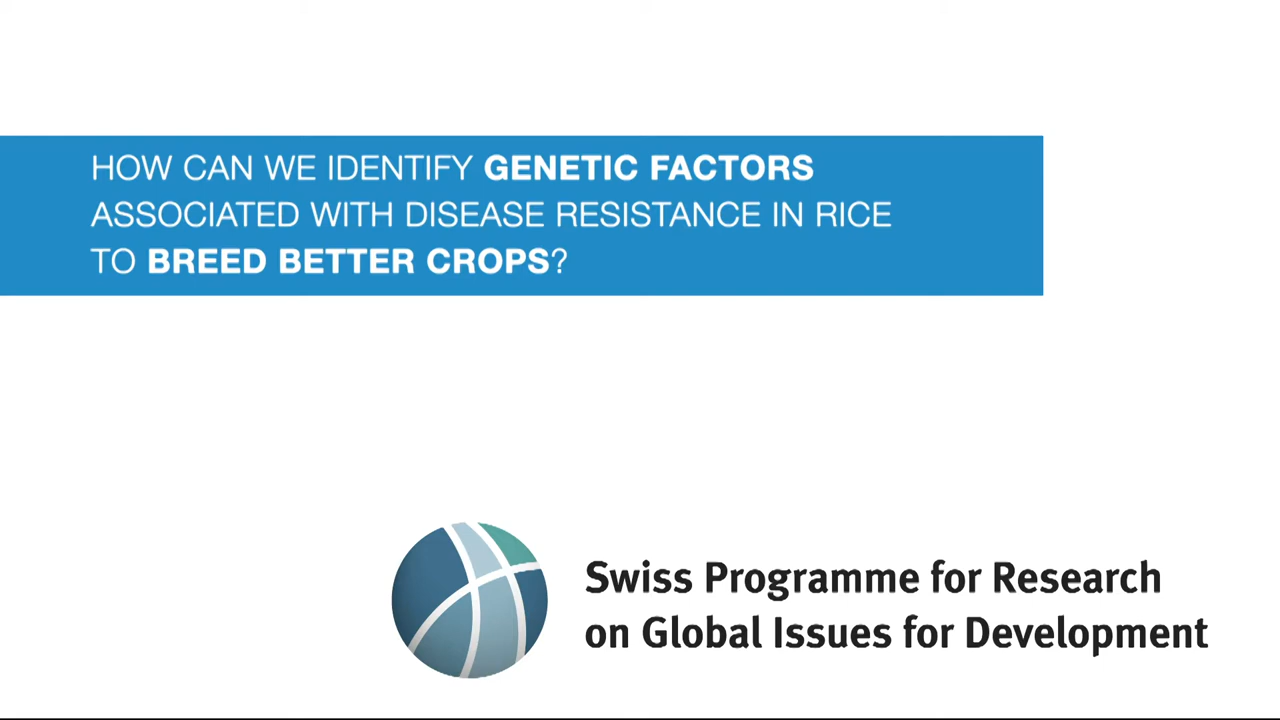 HOW CAN WE IDENTIFY GENETIC FACTORS
ASSOCIATED WITH DISEASE RESISTANCE IN RICE
TO BREED BETTER CROPS?
Swiss Programme for Research
on Global Issues for Development